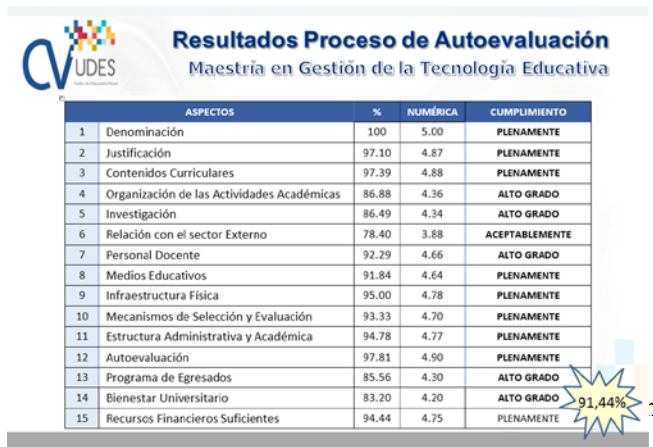 CV UDES
Resultados Proceso de Autoevaluación
Maestría en Gestión de la Tecnología Educativa
ASPECTOS % NUMÉRICA CUMPLIMIENTO
1 Denominación 100 5.00 PLENAMENTE
2 Justificación 97.10 4.87 PLENAMENTE
3 Contenidos Curriculares 97.39 4.88 PLENAMENTE
4 Organización de las Actividades Académicas 86.88 4.36 ALTO GRADO
5 Investigación 86.49 4.34 ALTO GRADO
6 Relación con el sector Externo 78.40 3.88 ACEPTABLEMENTE
7 Personal Docente 92.29 4.66 ALTO GRADO
8 Medios Educativos 91.84 4.64 PLENAMENTE
9 Infraestructura Física 95.00 4.78 PLENAMENTE
10 Mecanismos de Selección y Evaluación 93.33 4.70 PLENAMENTE
11 Estructura Administrativa y Académica 94.78 4.77 PLENAMENTE
12 Autoevaluación 97.81 4.90 PLENAMENTE
13 Programa de Egresados 85.56 4.30 ALTO GRADO
14 Bienestar Universitario 83.20 4.20 ALTO GRADO
91,44%
15 Recursos Financieros Suficientes 94.44 4.75 PLENAMENTE